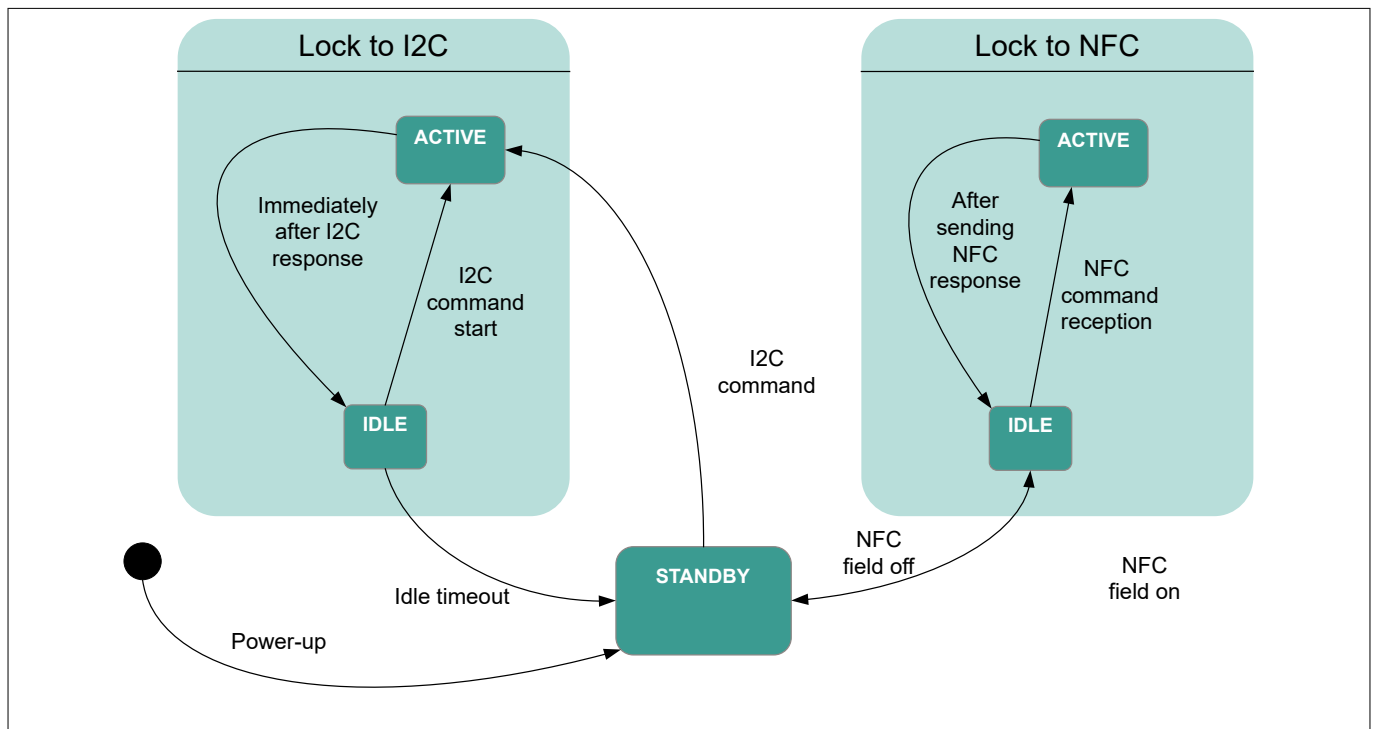 Lock to I2C
ACTIVE
Immediately
after I2C
response
I2C
command
start
IDLE
Lock to NFC
ACTIVE
After
sending
NFC
response
NFC
command
reception
IDLE
I2C
command
STANDBY
Idle timeout
Power-up
NFC
field off
NFC
field on